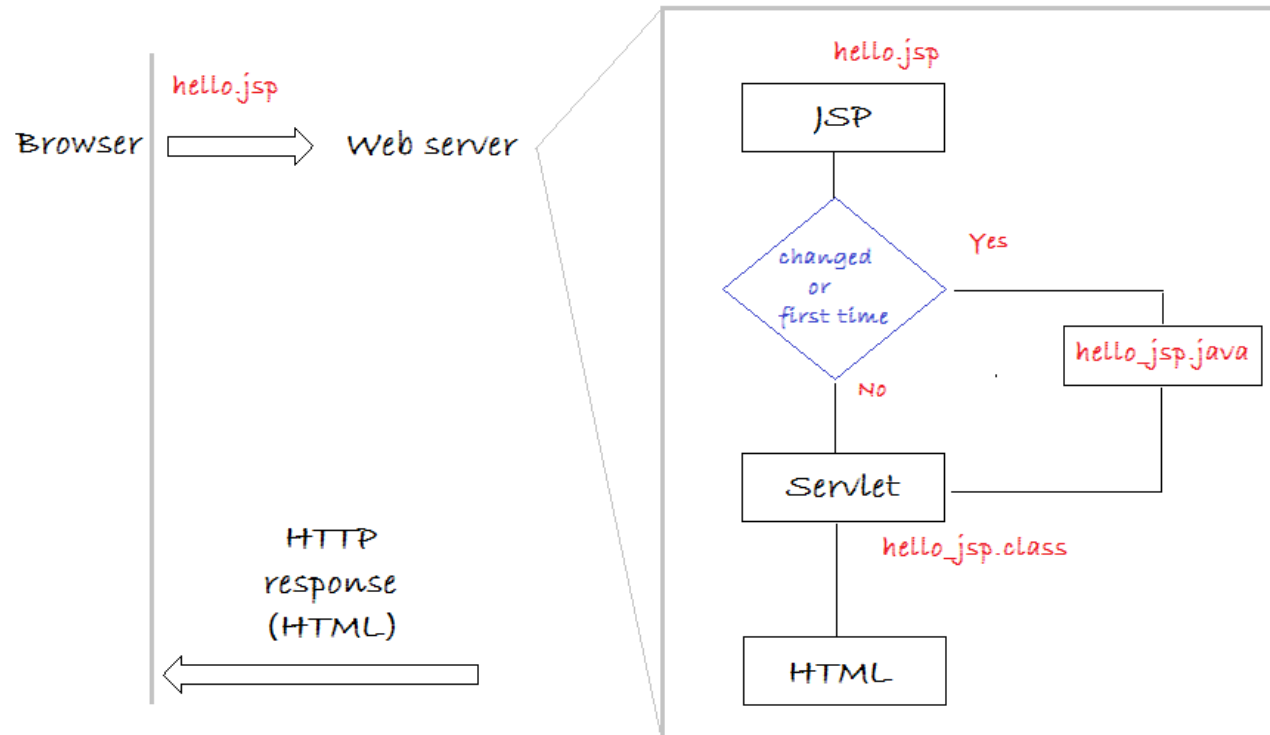 hello.jsp
Browser
Web server
HTTP
response
(HTML)
hello.jsp
JSP
changed
or
first time
Yes
hello_jsp.java
No
Servlet
hello_jsp.class
HTML